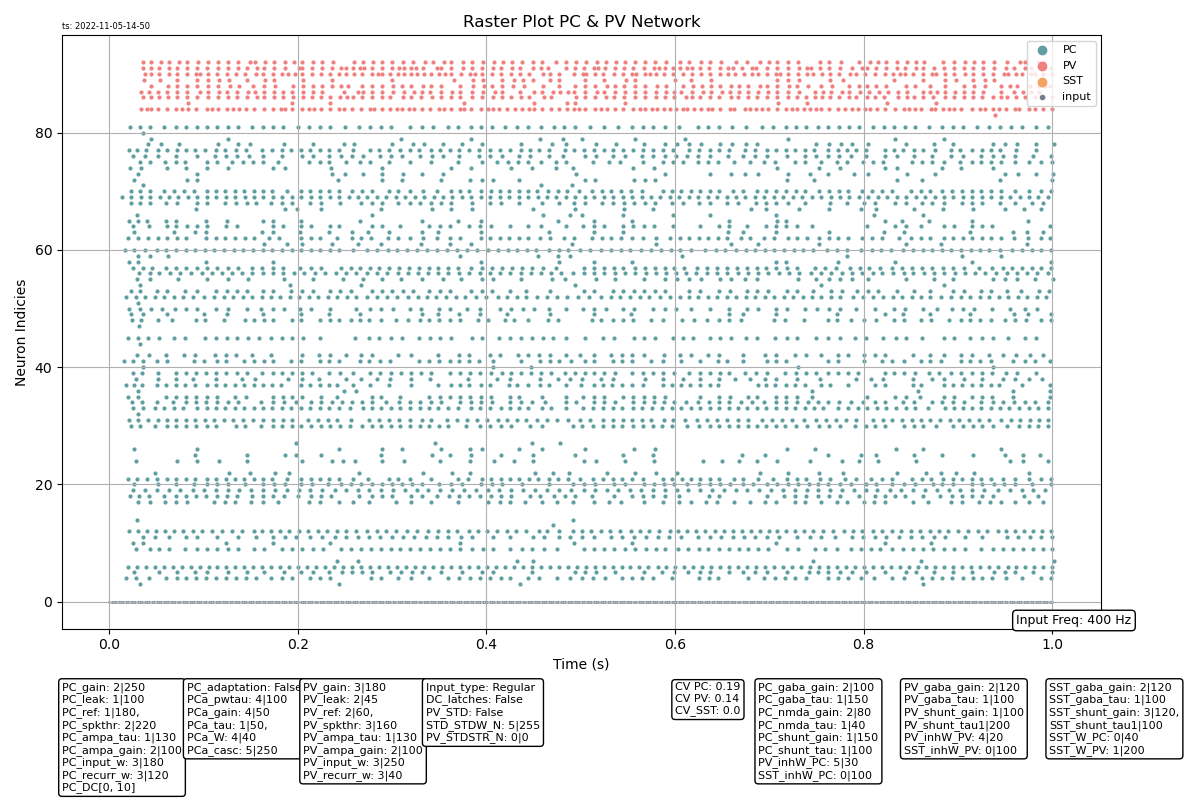 ts: 2022-11-05-14-50
Raster Plot PC & PV Network
PC
PV
SST
input
Neuron Indicies
80
60
40
20
0
0.0 0.2 0.4 0.6 0.8 1.0
Time (s)
Input Freq: 400 Hz
PC_gain: 2|250
PC_leak: 1|100
PC_ref: 1|180,
PC_spkthr: 2|220
PC_ampa_tau: 1|130
PC_ampa_gain: 2|100
PC_input_w: 3|180
PC_recurr_w: 3|120
PC_DC[0, 10]
PC_adaptation: False
PCa_pwtau: 4|100
PCa_gain: 4|50
PCa_tau: 1|50,
PCa_W: 4|40
PCa_casc: 5|250
PV_gain: 3|180
PV_leak: 2|45
PV_ref: 2|60,
PV_spkthr: 3|160
PV_ampa_tau: 1|130
PV_ampa_gain: 2|100
PV_input_w: 3|250
PV_recurr_w: 3|40
Input_type: Regular
DC_latches: False
PV_STD: False
STD_STDW_N: 5|255
PV_STDSTR_N: 0|0
CV PC: 0.19
CV PV: 0.14
CV_SST: 0.0
PC_gaba_gain: 2|100
PC_gaba_tau: 1|150
PC_nmda_gain: 2|80
PC_nmda_tau: 1|40
PC_shunt_gain: 1|150
PC_shunt_tau: 1|100
PV_inhW_PC: 5|30
SST_inhW_PC: 0|100
PV_gaba_gain: 2|120
PV_gaba_tau: 1|100
PV_shunt_gain: 1|100
PV_shunt_tau1|200
PV_inhW_PV: 4|20
SST_inhW_PV: 0|100
SST_gaba_gain: 2|120
SST_gaba_tau: 1|100
SST_shunt_gain: 3|120,
SST_shunt_tau1|100
SST_W_PC: 0|40
SST_W_PV: 1|200